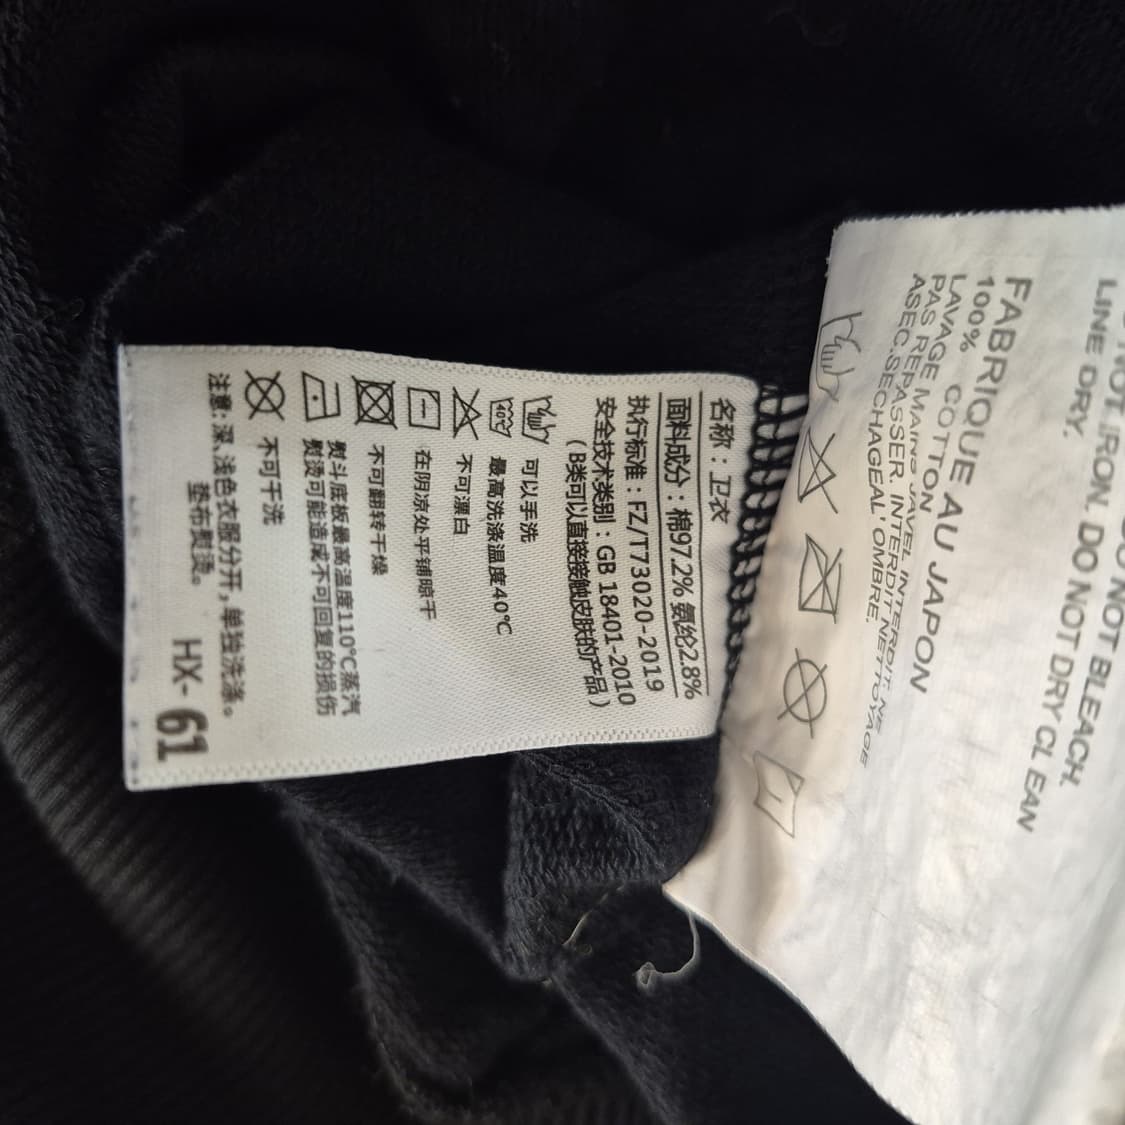 名称：卫衣
面料成分：棉97.2% 氨纶2.8%
执行标准：FZ/T73020-2019
安全技术类别：GB 18401-2010
（B类可以直接接触皮肤的产品）
可以手洗
40℃
最高洗涤温度40℃
不可漂白
在阴凉处平铺晾干
不可翻转干燥
熨斗底板最高温度110℃蒸汽
熨烫可能造成不可回复的损伤
不可干洗
注意：深、浅色衣服分开，单独洗涤。
垫布熨烫。
HX- 61
NOT BLEACH.
NOT IRON. DO NOT DRY CLEAN
LINE DRY.
FABRIQUE AU JAPON
100% COTTON
LAVAGE MAINS JAVEL INTERDIT. NE
PAS REPASSER. INTERDIT NETTOYAGE
ASEC.SECHAGEAL'OMBRE.